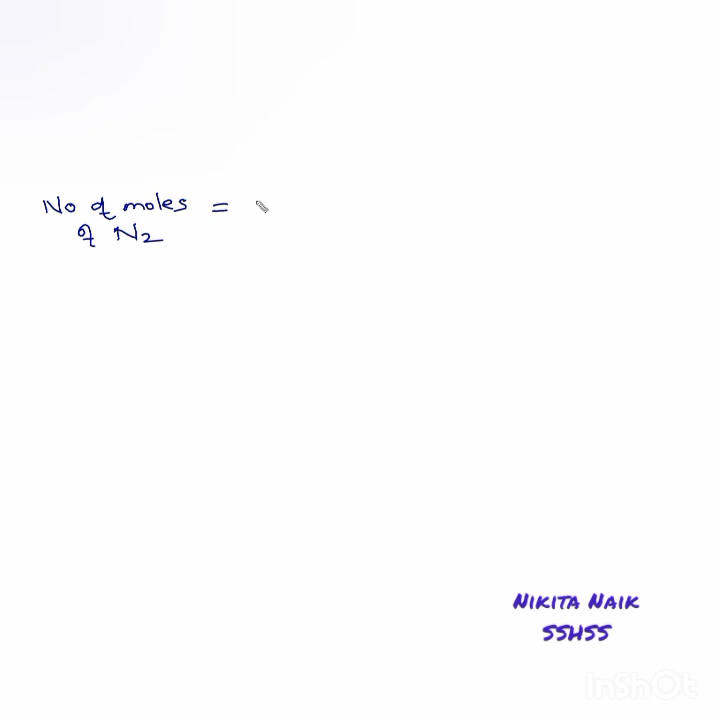 No of moles =
of N2
NIKITA NAIK
SSHSS
InShOt